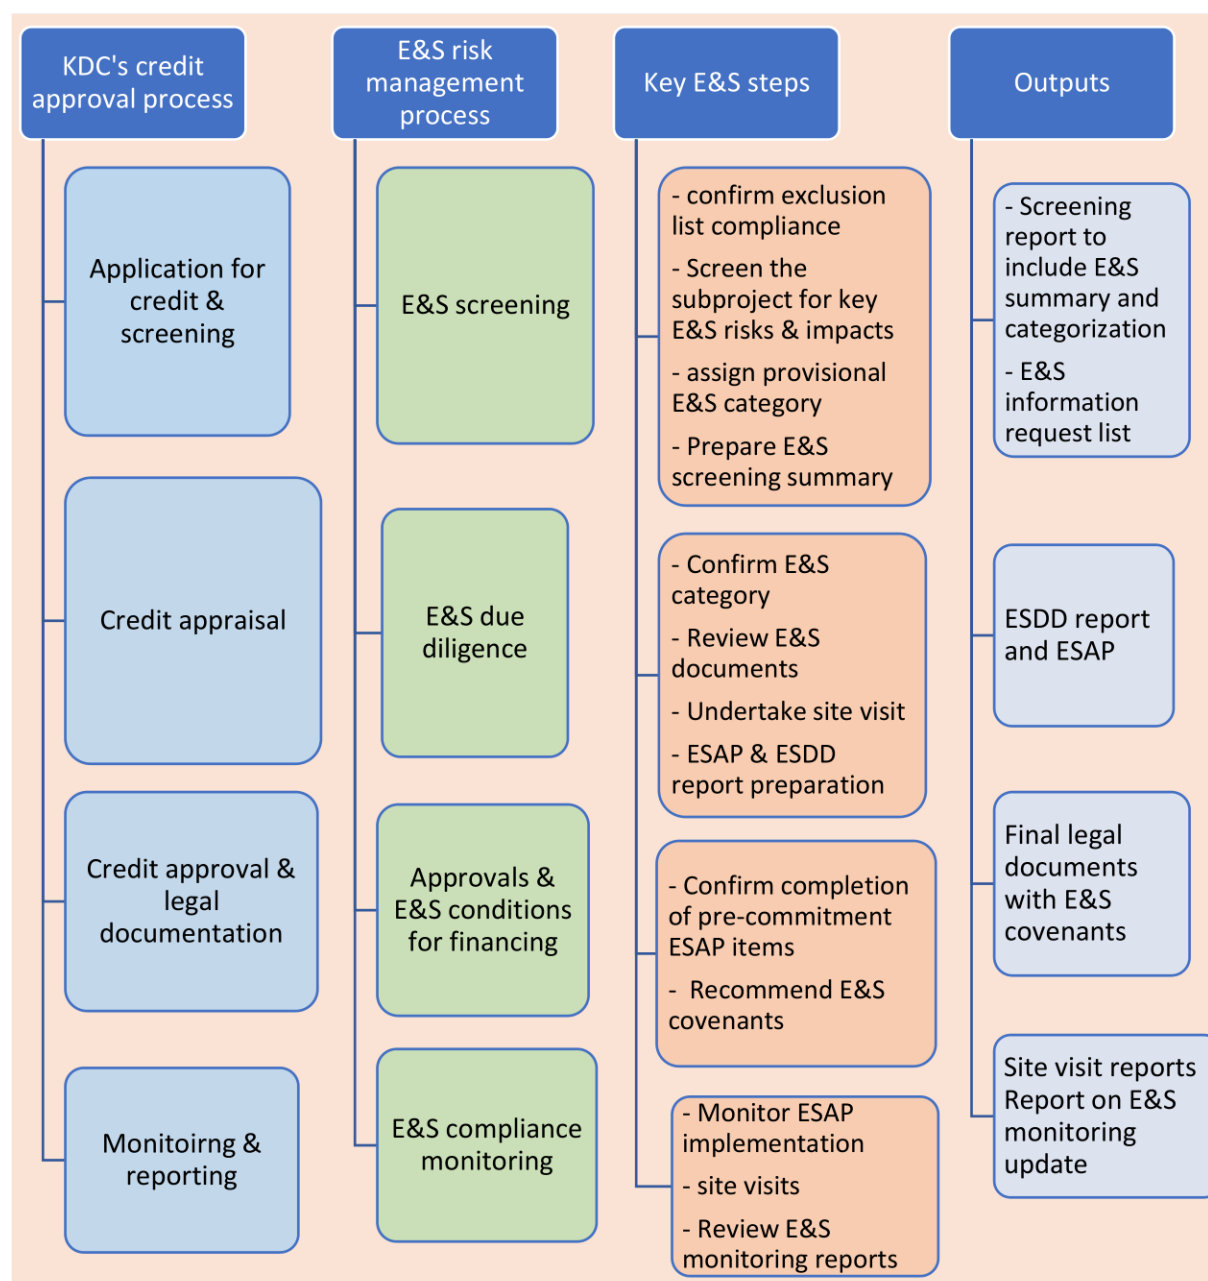 KDC's credit
approval process
Application for
credit &
screening
Credit appraisal
Credit approval &
legal
documentation
Monitoirng &
reporting
E&S risk
management
process
E&S screening
E&S due
diligence
Approvals &
E&S conditions
for financing
E&S compliance
monitoring
Key E&S steps
- confirm exclusion
list compliance
- Screen the
subproject for key
E&S risks & impacts
- assign provisional
E&S category
- Prepare E&S
screening summary
- Confirm E&S
category
- Review E&S
documents
- Undertake site visit
- ESAP & ESDD
report preparation
- Confirm completion
of pre-commitment
ESAP items
-  Recommend E&S
covenants
- Monitor ESAP
implementation
- site visits
- Review E&S
monitoring reports
Outputs
- Screening
report to
include E&S
summary and
categorization
- E&S
information
request list
ESDD report
and ESAP
Final legal
documents
with E&S
covenants
Site visit reports
Report on E&S
monitoring
update